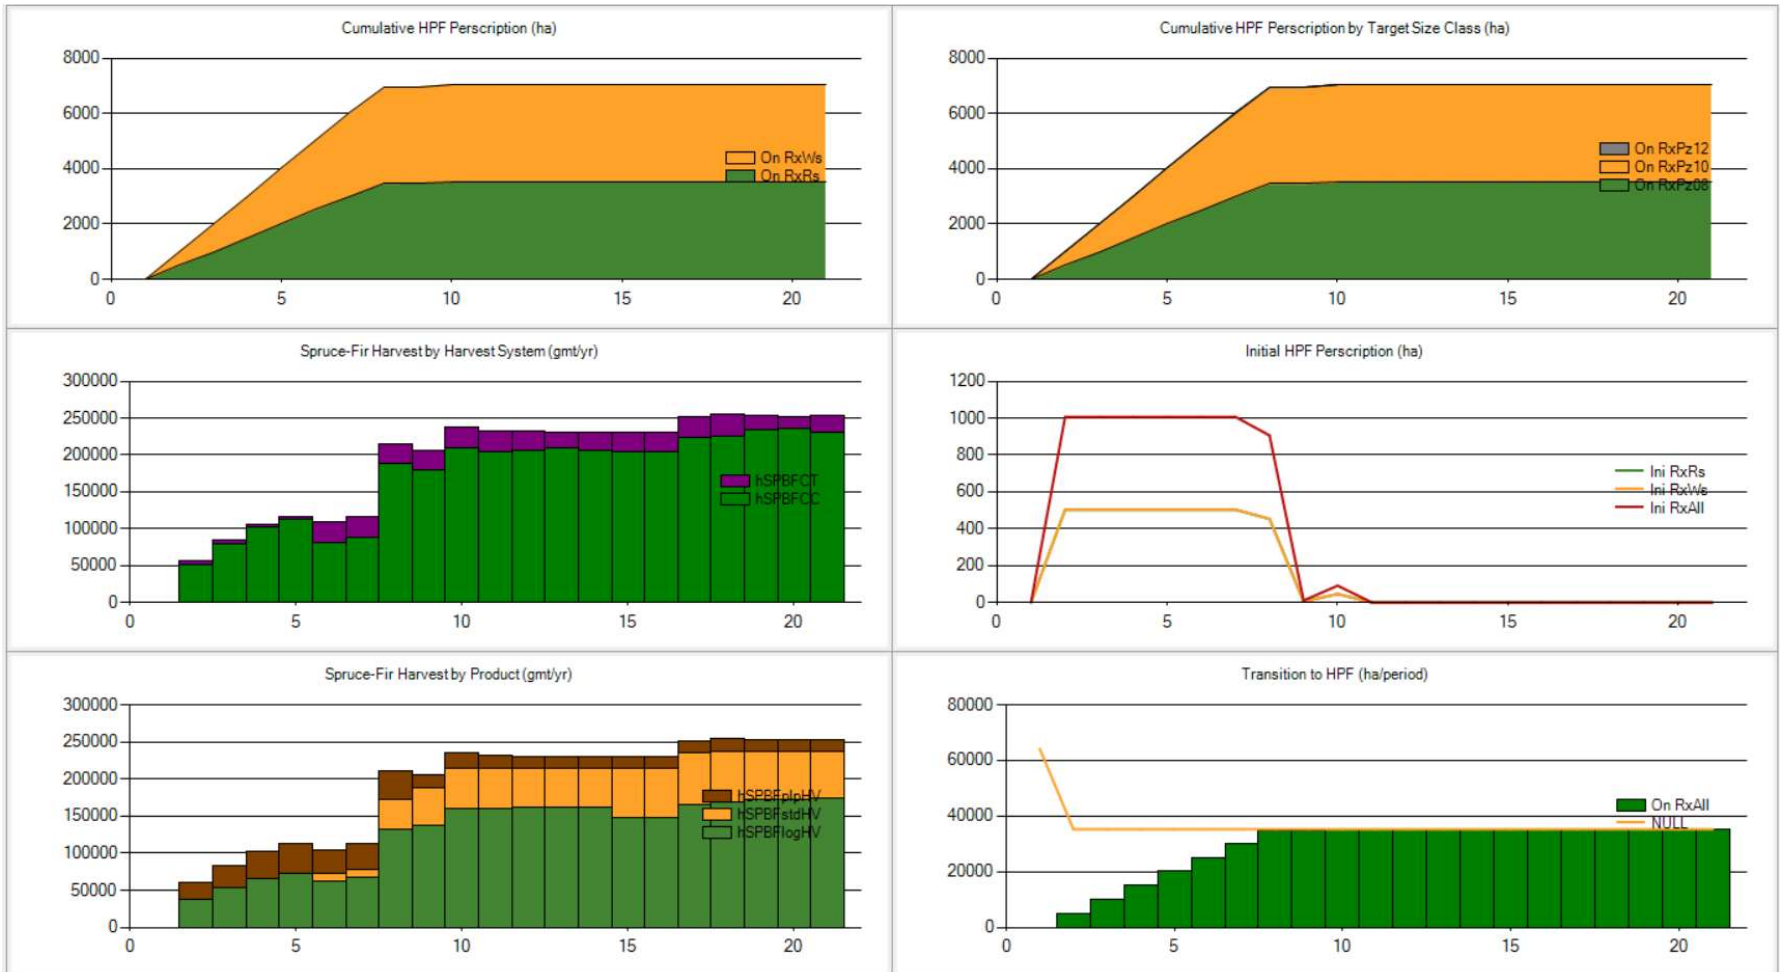 Cumulative HPF Perscription (ha)
8000
6000
4000
2000
0
0 5 10 15 20
On RxWs
On RxRs
Cumulative HPF Perscription by Target Size Class (ha)
8000
6000
4000
2000
0
0 5 10 15 20
On RxPz12
On RxPz10
On RxPz08
Spruce-Fir Harvest by Harvest System (gmt/yr)
300000
250000
200000
150000
100000
50000
0
0 5 10 15 20
hSPBFCT
hSPBFCC
Initial HPF Perscription (ha)
1200
1000
800
600
400
200
0
0 5 10 15 20
Ini RxRs
Ini RxWs
Ini RxAll
Spruce-Fir Harvest by Product (gmt/yr)
300000
250000
200000
150000
100000
50000
0
0 5 10 15 20
hSPBFplpHV
hSPBFstdHV
hSPBFlogHV
Transition to HPF (ha/period)
80000
60000
40000
20000
0
0 5 10 15 20
On RxAll
NULL